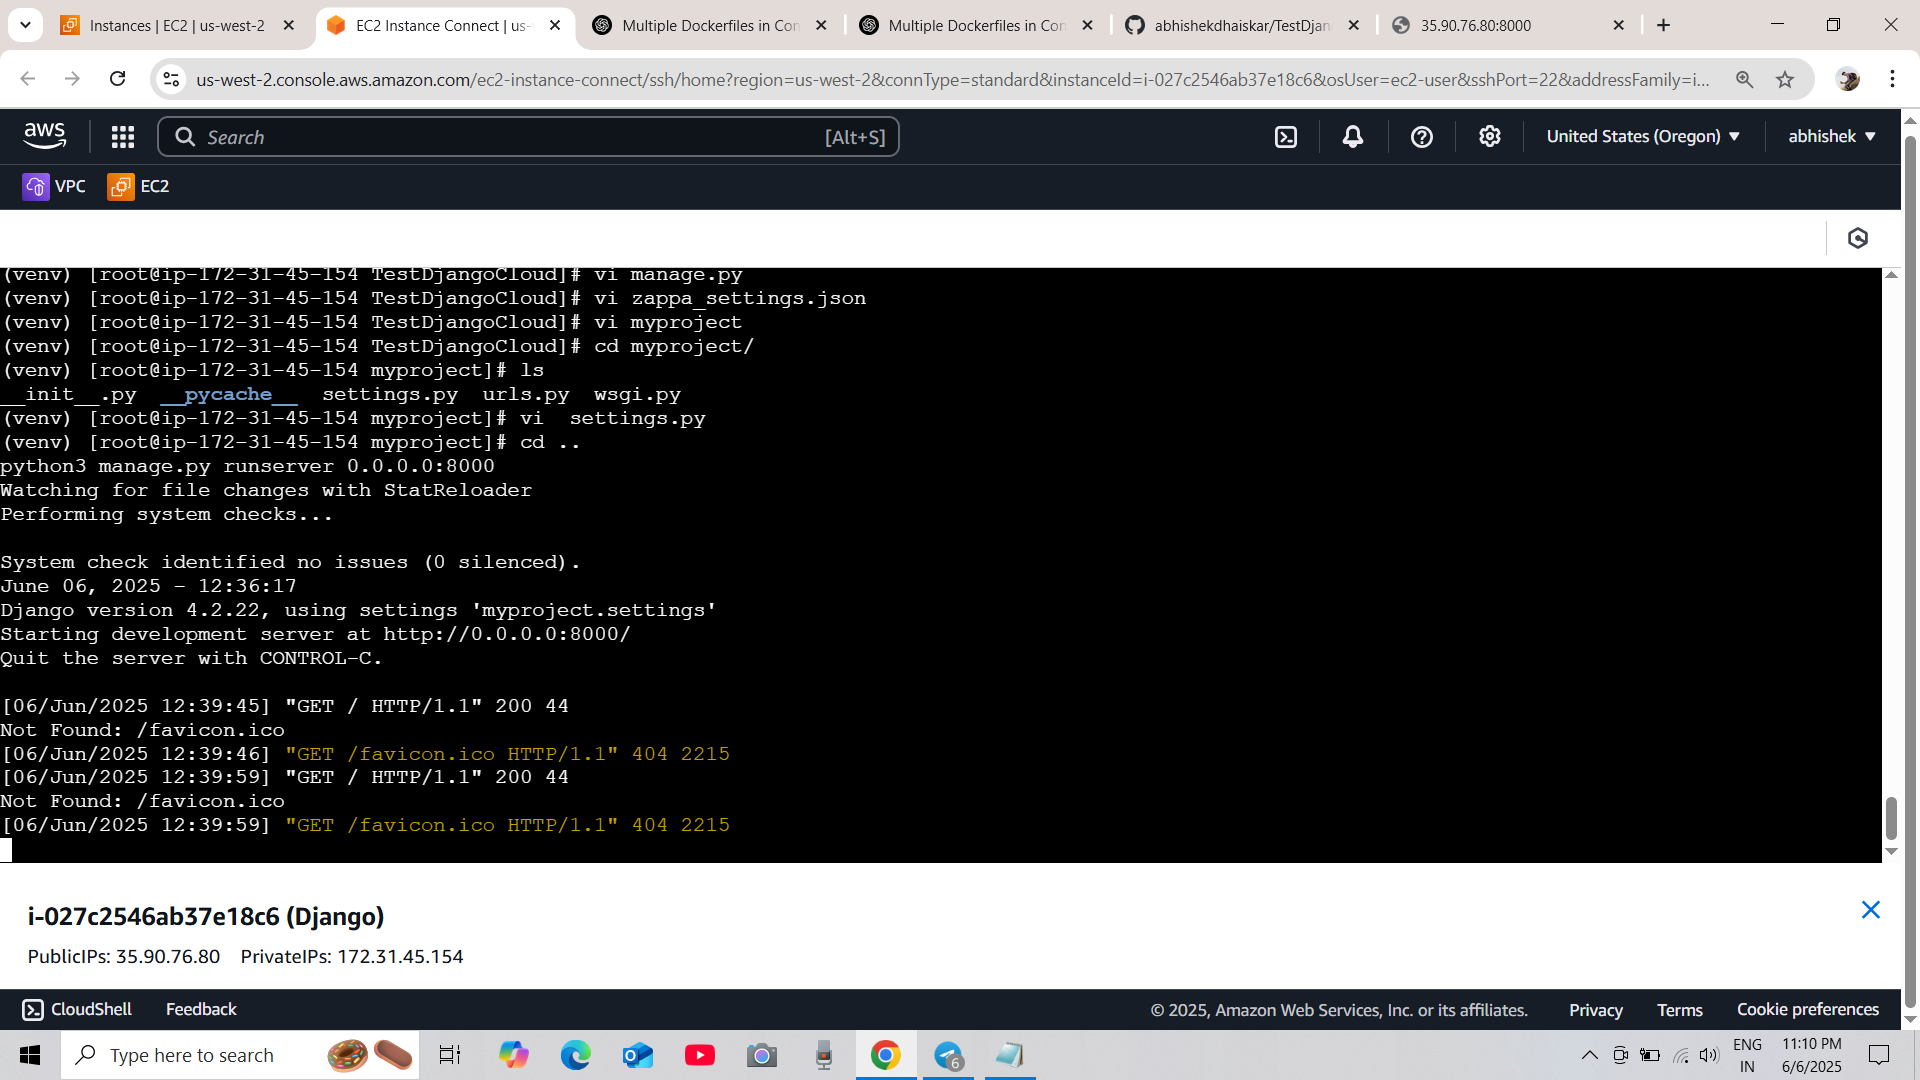 Instances | EC2 | us-west-2
EC2 Instance Connect | us-
Multiple Dockerfiles in Con
Multiple Dockerfiles in Con
abhishekdhaiskar/TestDjan
35.90.76.80:8000
us-west-2.console.aws.amazon.com/ec2-instance-connect/ssh/home?region=us-west-2&connType=standard&instanceId=i-027c2546ab37e18c6&osUser=ec2-user&sshPort=22&addressFamily=i...
aws
Search
[Alt+S]
United States (Oregon)
abhishek
VPC
EC2
(venv) [root@ip-172-31-45-154 TestDjangoCloud]# vi manage.py
(venv) [root@ip-172-31-45-154 TestDjangoCloud]# vi zappa_settings.json
(venv) [root@ip-172-31-45-154 TestDjangoCloud]# vi myproject
(venv) [root@ip-172-31-45-154 TestDjangoCloud]# cd myproject/
(venv) [root@ip-172-31-45-154 myproject]# ls
__init__.py  __pycache__  settings.py  urls.py  wsgi.py
(venv) [root@ip-172-31-45-154 myproject]# vi  settings.py
(venv) [root@ip-172-31-45-154 myproject]# cd ..
python3 manage.py runserver 0.0.0.0:8000
Watching for file changes with StatReloader
Performing system checks...
System check identified no issues (0 silenced).
June 06, 2025 - 12:36:17
Django version 4.2.22, using settings 'myproject.settings'
Starting development server at http://0.0.0.0:8000/
Quit the server with CONTROL-C.
[06/Jun/2025 12:39:45] "GET / HTTP/1.1" 200 44
Not Found: /favicon.ico
[06/Jun/2025 12:39:46] "GET /favicon.ico HTTP/1.1" 404 2215
[06/Jun/2025 12:39:59] "GET / HTTP/1.1" 200 44
Not Found: /favicon.ico
[06/Jun/2025 12:39:59] "GET /favicon.ico HTTP/1.1" 404 2215
i-027c2546ab37e18c6 (Django)
PublicIPs: 35.90.76.80    PrivateIPs: 172.31.45.154
CloudShell
Feedback
© 2025, Amazon Web Services, Inc. or its affiliates.
Privacy
Terms
Cookie preferences
Type here to search
6
ENG
IN
11:10 PM
6/6/2025